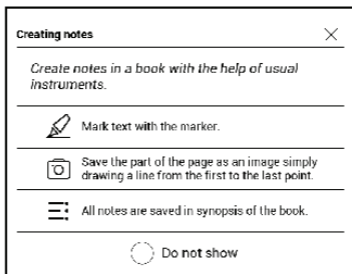 Creating notes
Create notes in a book with the help of usual
instruments.
Mark text with the marker.
Save the part of the page as an image simply
drawing a line from the first to the last point.
All notes are saved in synopsis of the book.
Do not show